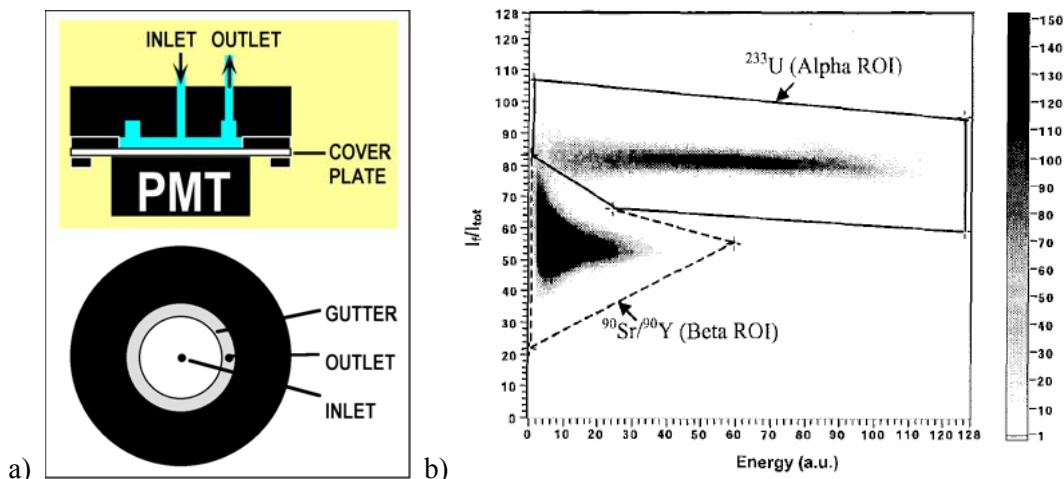 a)
INLET OUTLET
COVER
PLATE
PMT
GUTTER
OUTLET
INLET
b)
128
120
110
100
90
80
70
60
50
40
30
20
10
0
I_f/I_tot
²³³U (Alpha ROI)
⁹⁰Sr/⁹⁰Y (Beta ROI)
0 10 20 30 40 50 60 70 80 90 100 110 120 128
Energy (a.u.)
150
140
130
120
110
100
90
80
70
60
50
40
30
20
10
1